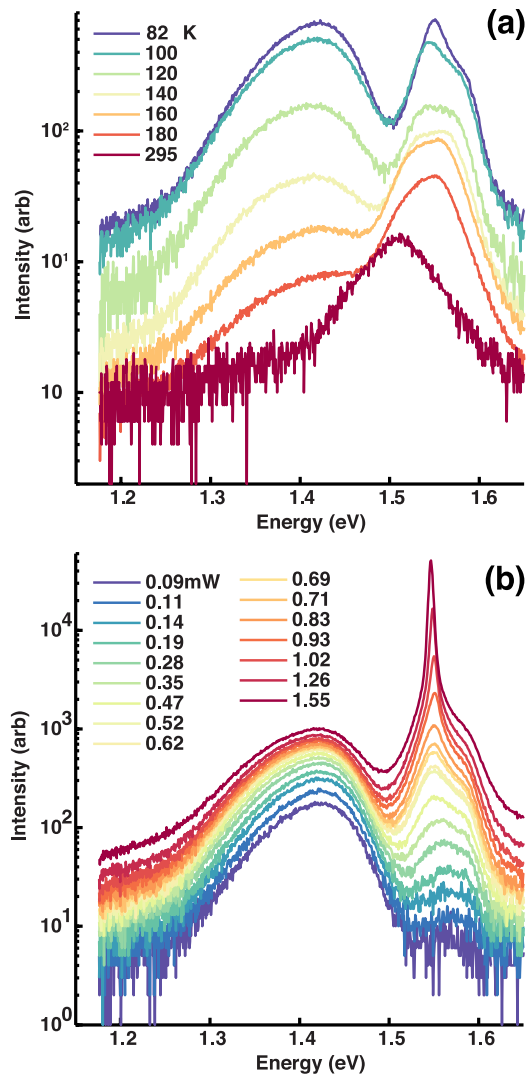 (a)
82 K
100
120
140
160
180
295
10²
10
10
Intensity (arb)
1.2 1.3 1.4 1.5 1.6
Energy (eV)
(b)
0.09mW 0.69
0.11 0.71
0.14 0.83
0.19 0.93
0.28 1.02
0.35 1.26
0.47 1.55
0.52
0.62
10⁴
10³
10²
10¹
10⁰
Intensity (arb)
1.2 1.3 1.4 1.5 1.6
Energy (eV)